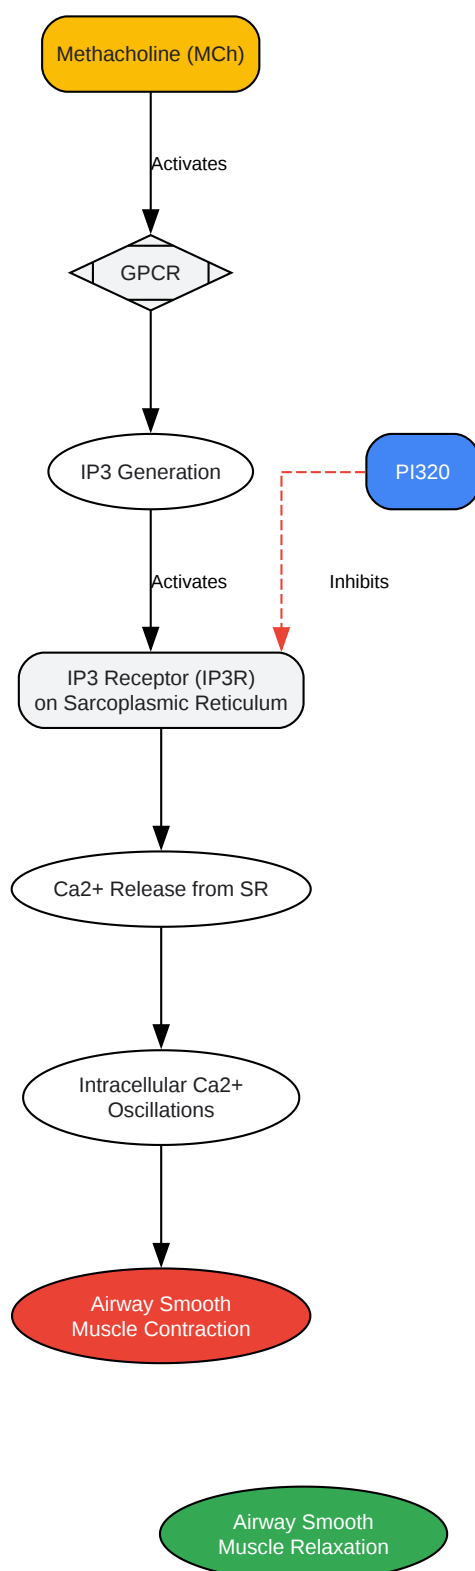 Methacholine (MCh)
Activates
GPCR
IP3 Generation
PI320
Activates
Inhibits
IP3 Receptor (IP3R)
on Sarcoplasmic Reticulum
Ca2+ Release from SR
Intracellular Ca2+
Oscillations
Airway Smooth
Muscle Contraction
Airway Smooth
Muscle Relaxation